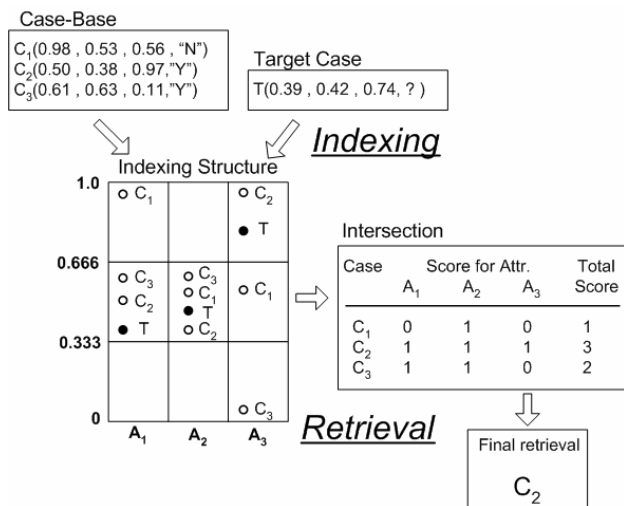 Case-Base
C₁(0.98 , 0.53 , 0.56 , “N”)
C₂(0.50 , 0.38 , 0.97,”Y”)
C₃(0.61 , 0.63 , 0.11,”Y”)
Target Case
T(0.39 , 0.42 , 0.74, ? )
Indexing
Indexing Structure
1.0
0.666
0.333
0
C₁
C₃
C₂
T
C₃
C₁
T
C₂
C₂
T
C₁
C₃
A₁ A₂ A₃
Intersection
Case Score for Attr. Total
A₁ A₂ A₃ Score
C₁ 0 1 0 1
C₂ 1 1 1 3
C₃ 1 1 0 2
Retrieval
Final retrieval
C₂